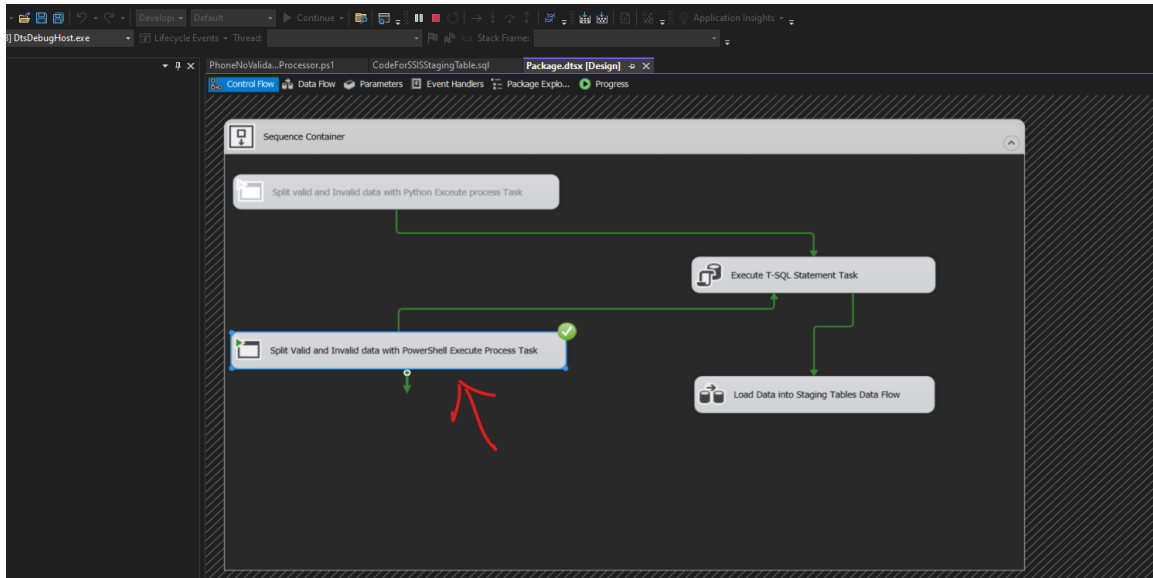 Developi Default Continue Application Insights
DtsDebugHost.exe Lifecycle Events Thread: Stack Frame:
PhoneNoValida...Processor.ps1 CodeForSSISStagingTable.sql Package.dtsx [Design]
Control Flow Data Flow Parameters Event Handlers Package Explo... Progress
Sequence Container
Split valid and Invalid data with Python Exceute process Task
Execute T-SQL Statement Task
Split Valid and Invalid data with PowerShell Execute Process Task
Load Data into Staging Tables Data Flow